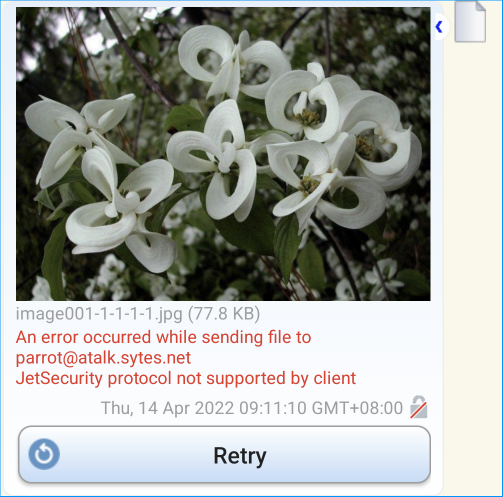 image001-1-1-1-1.jpg (77.8 KB)
An error occurred while sending file to
parrot@atalk.sytes.net
JetSecurity protocol not supported by client
Thu, 14 Apr 2022 09:11:10 GMT+08:00
Retry